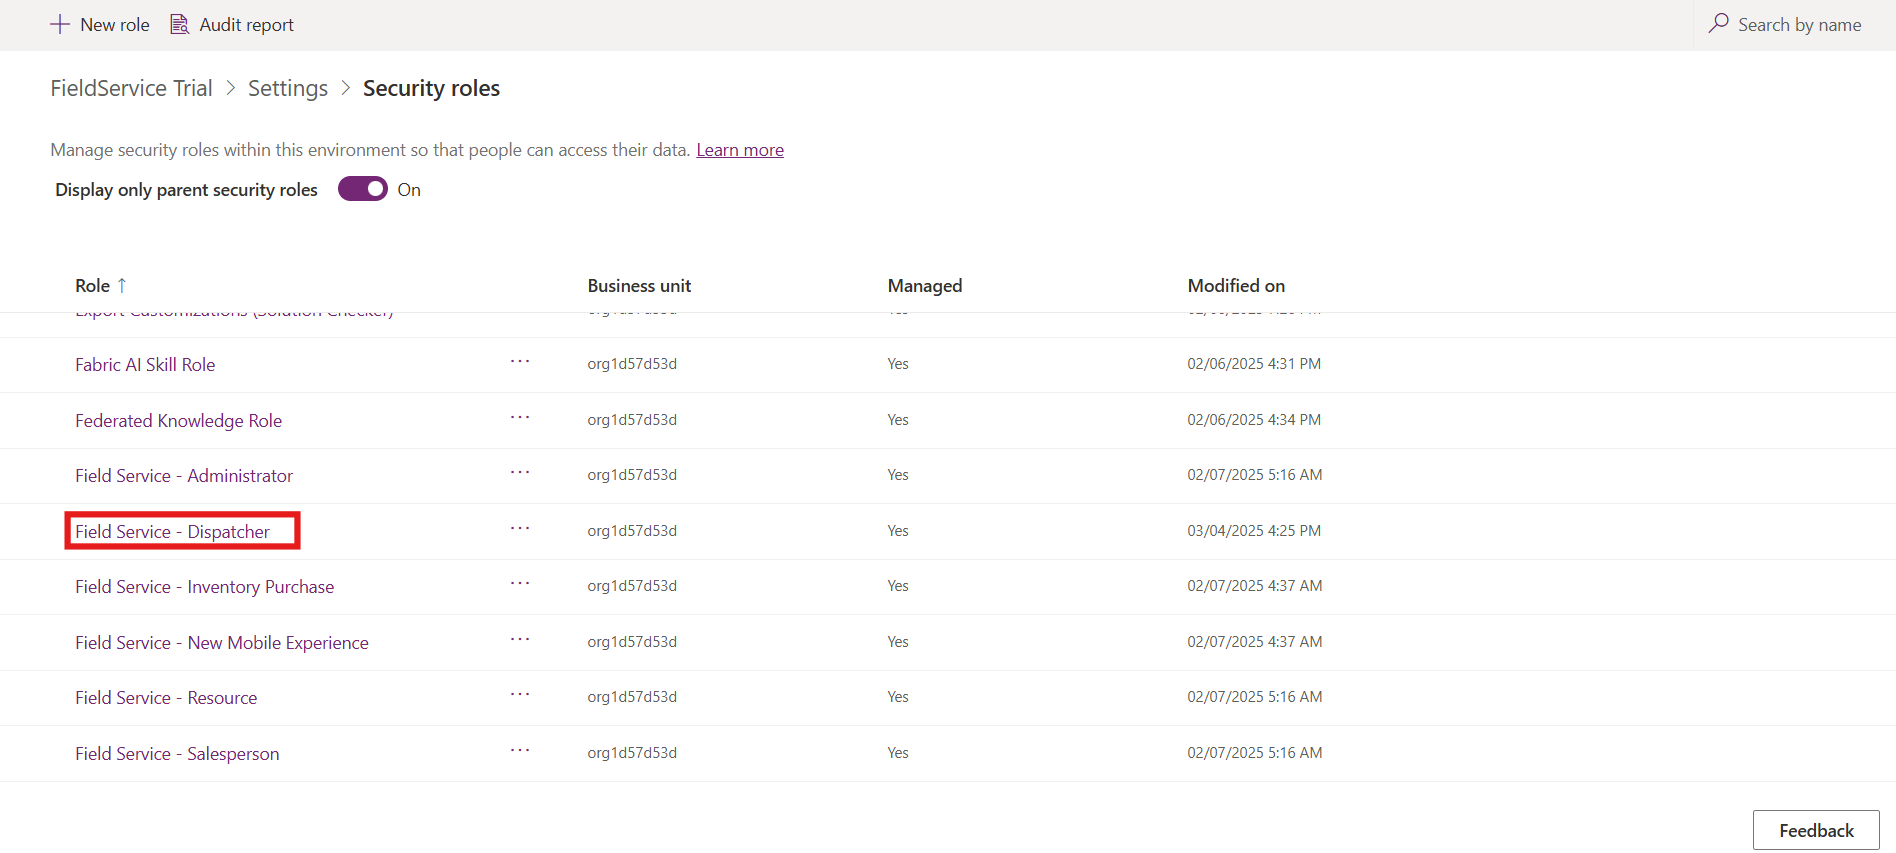 New role Audit report Search by name
FieldService Trial > Settings > Security roles
Manage security roles within this environment so that people can access their data. Learn more
Display only parent security roles On
Role ↑ Business unit Managed Modified on
Export Customizations (Solution Checker)
Fabric AI Skill Role ... org1d57d53d Yes 02/06/2025 4:31 PM
Federated Knowledge Role ... org1d57d53d Yes 02/06/2025 4:34 PM
Field Service - Administrator ... org1d57d53d Yes 02/07/2025 5:16 AM
Field Service - Dispatcher ... org1d57d53d Yes 03/04/2025 4:25 PM
Field Service - Inventory Purchase ... org1d57d53d Yes 02/07/2025 4:37 AM
Field Service - New Mobile Experience ... org1d57d53d Yes 02/07/2025 4:37 AM
Field Service - Resource ... org1d57d53d Yes 02/07/2025 5:16 AM
Field Service - Salesperson ... org1d57d53d Yes 02/07/2025 5:16 AM
Feedback